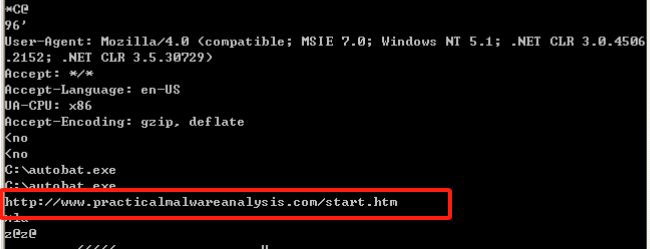 *C@
96'
User-Agent: Mozilla/4.0 (compatible; MSIE 7.0; Windows NT 5.1; .NET CLR 3.0.4506
.2152; .NET CLR 3.5.30729)
Accept: */*
Accept-Language: en-US
UA-CPU: x86
Accept-Encoding: gzip, deflate
<no
<no
C:\autobat.exe
C:\autobat.exe
http://www.practicalmalwareanalysis.com/start.htm
z@z@